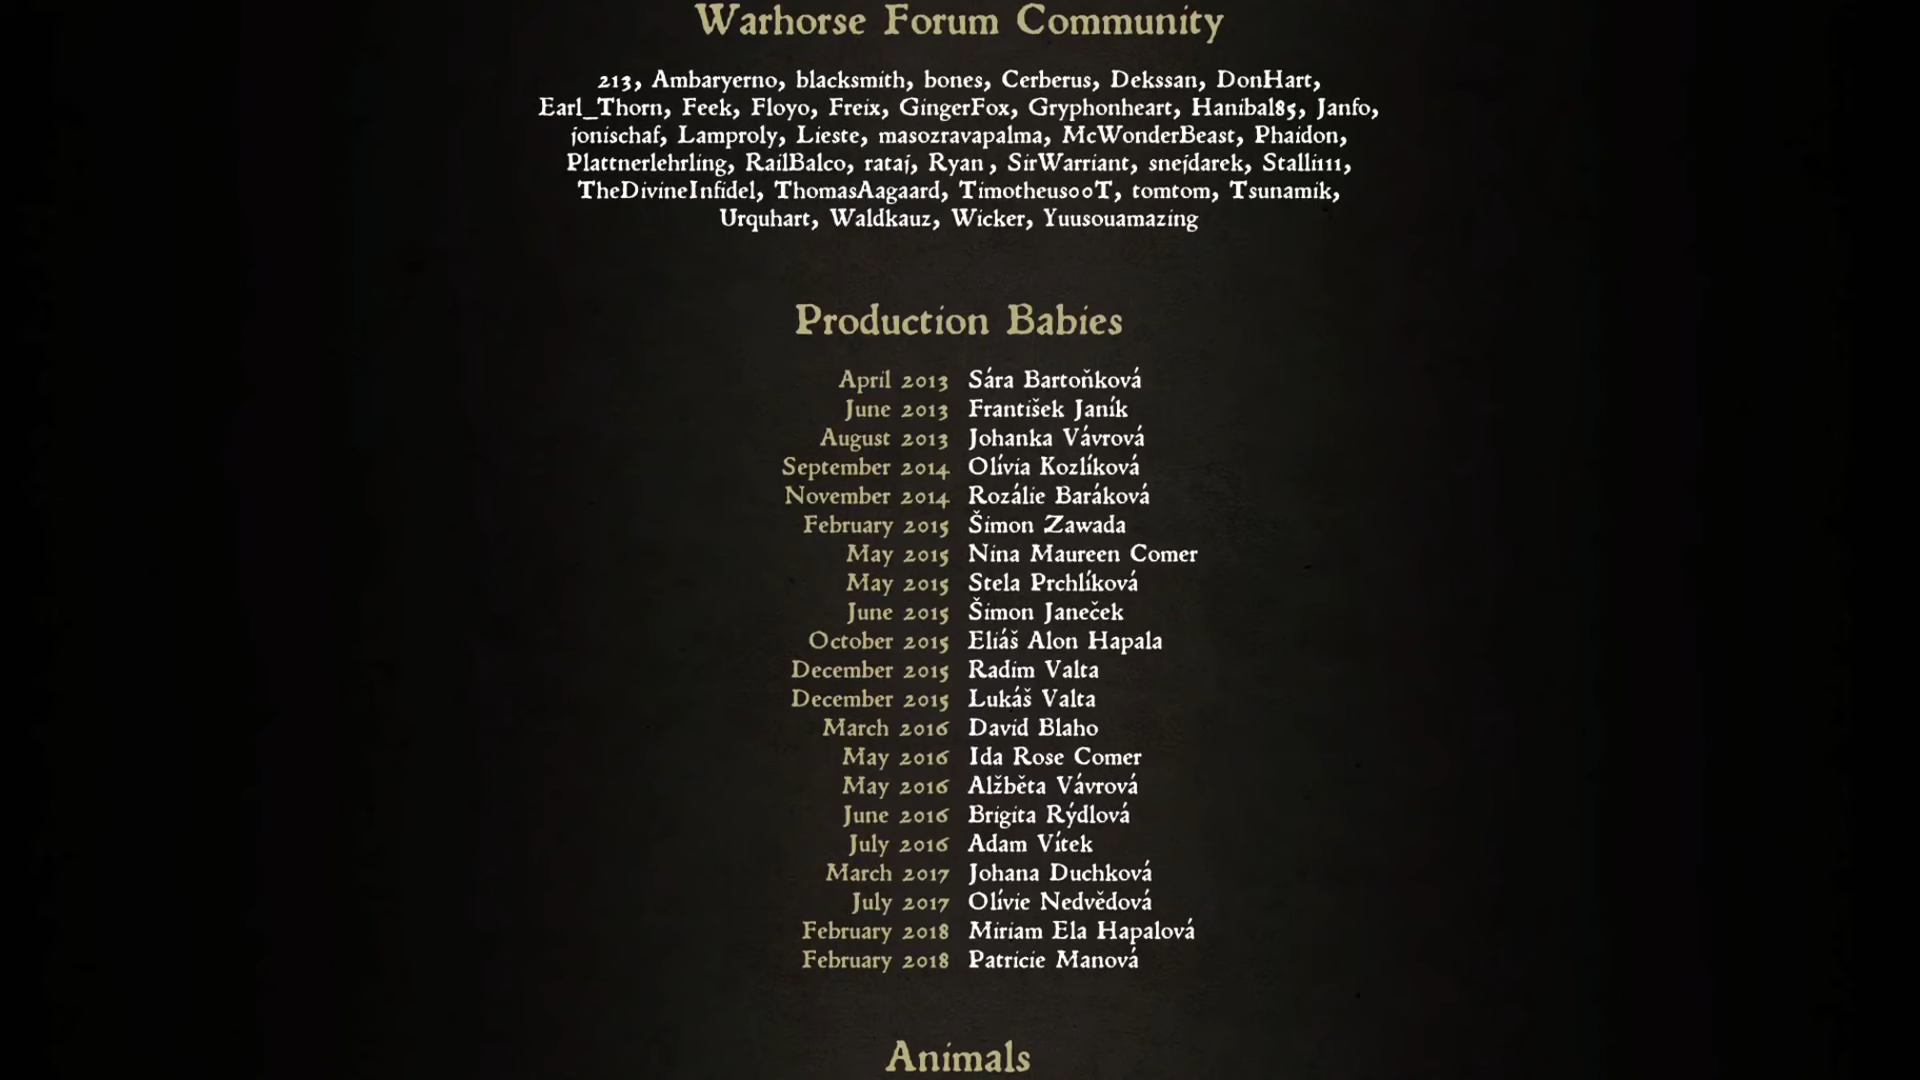 Warhorse Forum Community
213, Ambaryerno, blacksmith, bones, Cerberus, Dekssan, DonHart,
Earl_Thorn, Feek, Floyo, Freix, GingerFox, Gryphonheart, Hanibal85, Janfo,
jonischaf, Lamproly, Lieste, masozravapalma, McWonderBeast, Phaidon,
Plattnerlehrling, RailBalco, rataj, Ryan , SirWarriant, snejdarek, Stalli111,
TheDivineInfidel, ThomasAagaard, Timotheus00T, tomtom, Tsunamik,
Urquhart, Waldkauz, Wicker, Yuusouamazing
Production Babies
April 2013 Sára Bartoňková
June 2013 František Janík
August 2013 Johanka Vávrová
September 2014 Olívia Kozlíková
November 2014 Rozálie Baráková
February 2015 Šimon Zawada
May 2015 Nina Maureen Comer
May 2015 Stela Prchlíková
June 2015 Šimon Janeček
October 2015 Eliáš Alon Hapala
December 2015 Radim Valta
December 2015 Lukáš Valta
March 2016 David Blaho
May 2016 Ida Rose Comer
May 2016 Alžběta Vávrová
June 2016 Brigita Rýdlová
July 2016 Adam Vítek
March 2017 Johana Duchková
July 2017 Olívie Nedvědová
February 2018 Miriam Ela Hapalová
February 2018 Patricie Manová
Animals